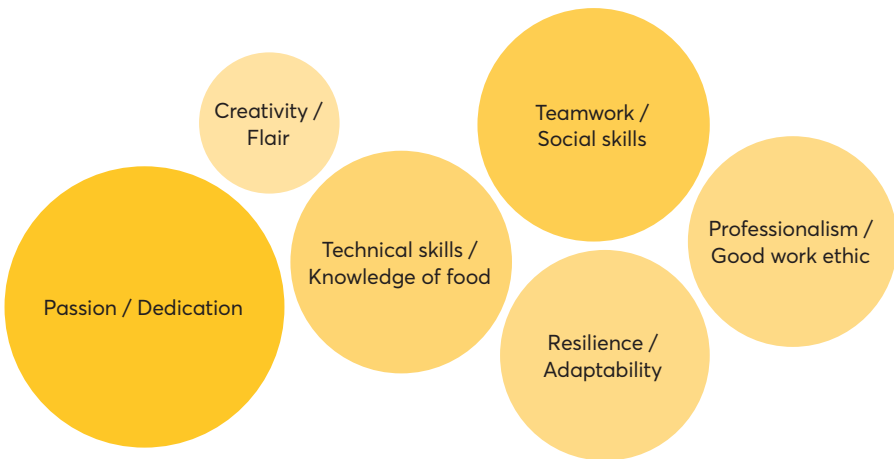 Creativity /
Flair
Teamwork /
Social skills
Technical skills /
Knowledge of food
Professionalism /
Good work ethic
Passion / Dedication
Resilience /
Adaptability